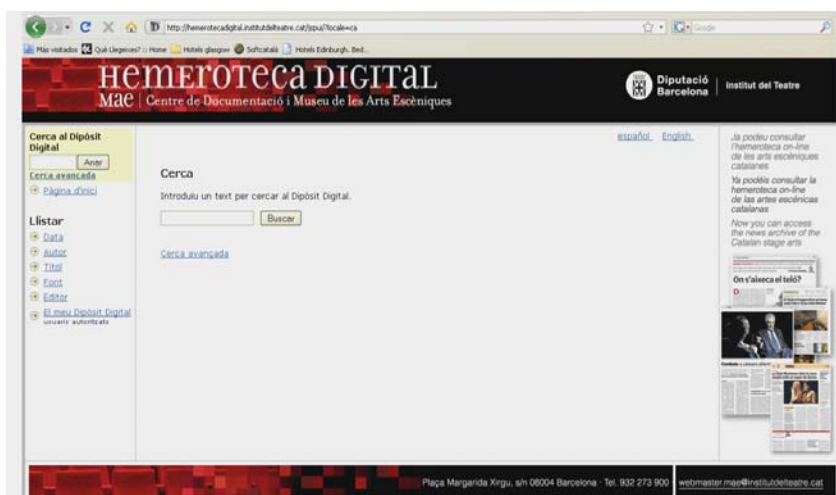 http://hemerotecadigital.institutdelteatre.cat/jspui/?locale=ca
Google
Más visitados
Què Llegeixes? :: Home
Hotels glasgow
Softcatalà
Hotels Edinburgh. Bed...
HEMEROTECA DIGITAL
MAE | Centre de Documentació i Museu de les Arts Escèniques
Diputació
Barcelona
Institut del Teatre
Cerca al Dipòsit
Digital
Anar
Cerca avançada
Pàgina d'inici
Llistar
Data
Autor
Títol
Font
Editor
El meu Dipòsit Digital
usuaris autoritzats
español English
Cerca
Introduïu un text per cercar al Dipòsit Digital.
Buscar
Cerca avançada
Ja podeu consultar
l'hemeroteca on-line
de les arts escèniques
catalanes
Ya podéis consultar la
hemeroteca on-line
de las artes escénicas
catalanas
Now you can access
the news archive of the
Catalan stage arts
On s'aixeca el teló?
Plaça Margarida Xirgu, s/n 08004 Barcelona · Tel. 932 273 900
webmaster.mae@institutdelteatre.cat